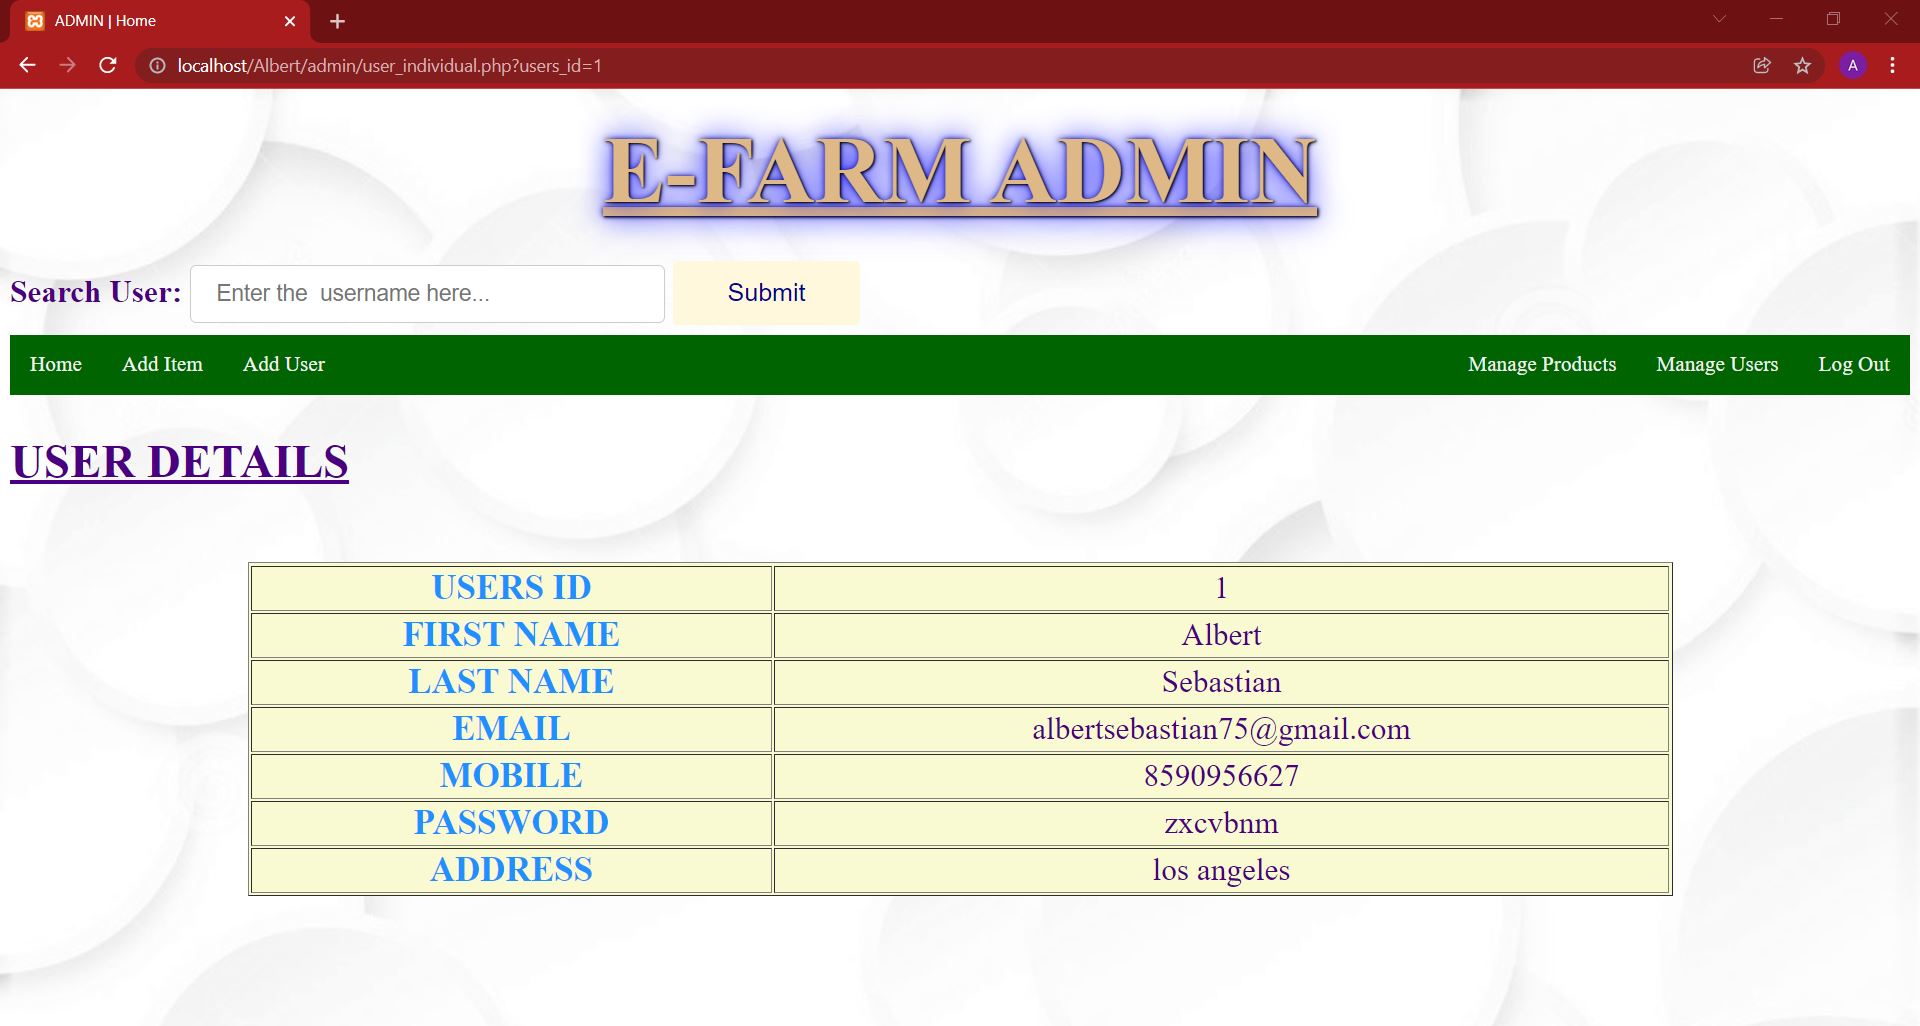 ADMIN | Home
localhost/Albert/admin/user_individual.php?users_id=1
A
E-FARM ADMIN
Search User: Enter the  username here... Submit
Home Add Item Add User Manage Products Manage Users Log Out
USER DETAILS
USERS ID 1
FIRST NAME Albert
LAST NAME Sebastian
EMAIL albertsebastian75@gmail.com
MOBILE 8590956627
PASSWORD zxcvbnm
ADDRESS los angeles